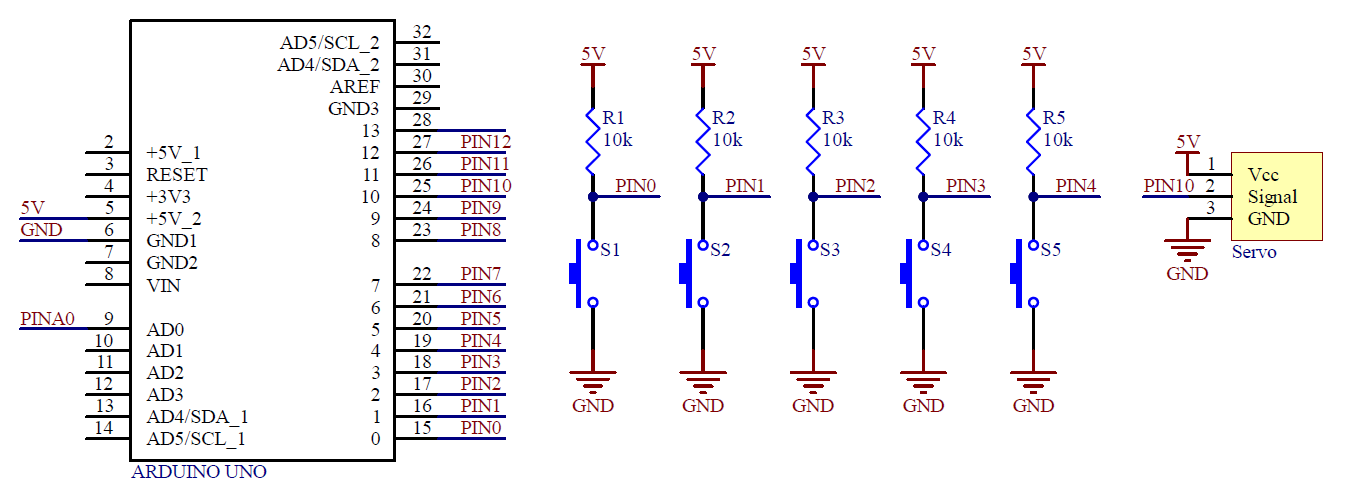 32
AD5/SCL_2
31
AD4/SDA_2
30
AREF
29
GND3
28
13
27 PIN12
12
26 PIN11
11
25 PIN10
10
24 PIN9
9
23 PIN8
8
22 PIN7
7
21 PIN6
6
20 PIN5
5
19 PIN4
4
18 PIN3
3
17 PIN2
2
16 PIN1
1
15 PIN0
0
2
+5V_1
3
RESET
4
+3V3
5V 5
+5V_2
GND 6
GND1
7
GND2
8
VIN
PINA0 9
AD0
10
AD1
11
AD2
12
AD3
13
AD4/SDA_1
14
AD5/SCL_1
ARDUINO UNO
5V
R1
10k
PIN0
S1
GND
5V
R2
10k
PIN1
S2
GND
5V
R3
10k
PIN2
S3
GND
5V
R4
10k
PIN3
S4
GND
5V
R5
10k
PIN4
S5
GND
5V
1
Vcc
PIN10 2
Signal
3
GND
Servo
GND